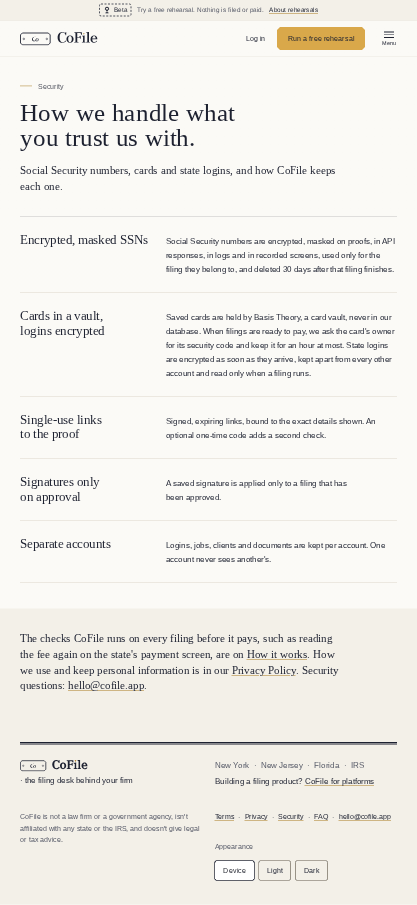 Beta Try a free rehearsal. Nothing is filed or paid. About rehearsals
Co CoFile Log in Run a free rehearsal Menu
Security
How we handle what
you trust us with.
Social Security numbers, cards and state logins, and how CoFile keeps
each one.
Encrypted, masked SSNs
Social Security numbers are encrypted, masked on proofs, in API
responses, in logs and in recorded screens, used only for the
filing they belong to, and deleted 30 days after that filing finishes.
Cards in a vault,
logins encrypted
Saved cards are held by Basis Theory, a card vault, never in our
database. When filings are ready to pay, we ask the card's owner
for its security code and keep it for an hour at most. State logins
are encrypted as soon as they arrive, kept apart from every other
account and read only when a filing runs.
Single-use links
to the proof
Signed, expiring links, bound to the exact details shown. An
optional one-time code adds a second check.
Signatures only
on approval
A saved signature is applied only to a filing that has
been approved.
Separate accounts
Logins, jobs, clients and documents are kept per account. One
account never sees another's.
The checks CoFile runs on every filing before it pays, such as reading
the fee again on the state's payment screen, are on How it works. How
we use and keep personal information is in our Privacy Policy. Security
questions: hello@cofile.app.
Co CoFile
· the filing desk behind your firm
New York · New Jersey · Florida · IRS
Building a filing product? CoFile for platforms
CoFile is not a law firm or a government agency, isn't
affiliated with any state or the IRS, and doesn't give legal
or tax advice.
Terms · Privacy · Security · FAQ · hello@cofile.app
Appearance
Device Light Dark